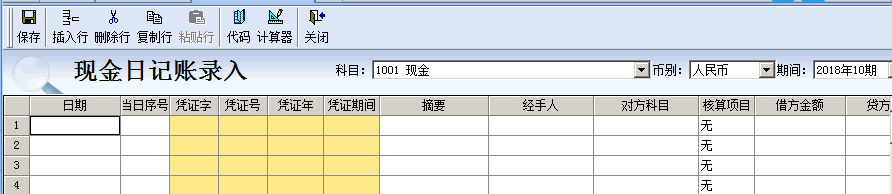 保存 插入行 删除行 复制行 粘贴行 代码 计算器 关闭
现金日记账录入 科目: 1001 现金 币别: 人民币 期间: 2018年10期
日期 当日序号 凭证字 凭证号 凭证年 凭证期间 摘要 经手人 对方科目 核算项目 借方金额 贷方
1 无
2 无
3 无
4 无